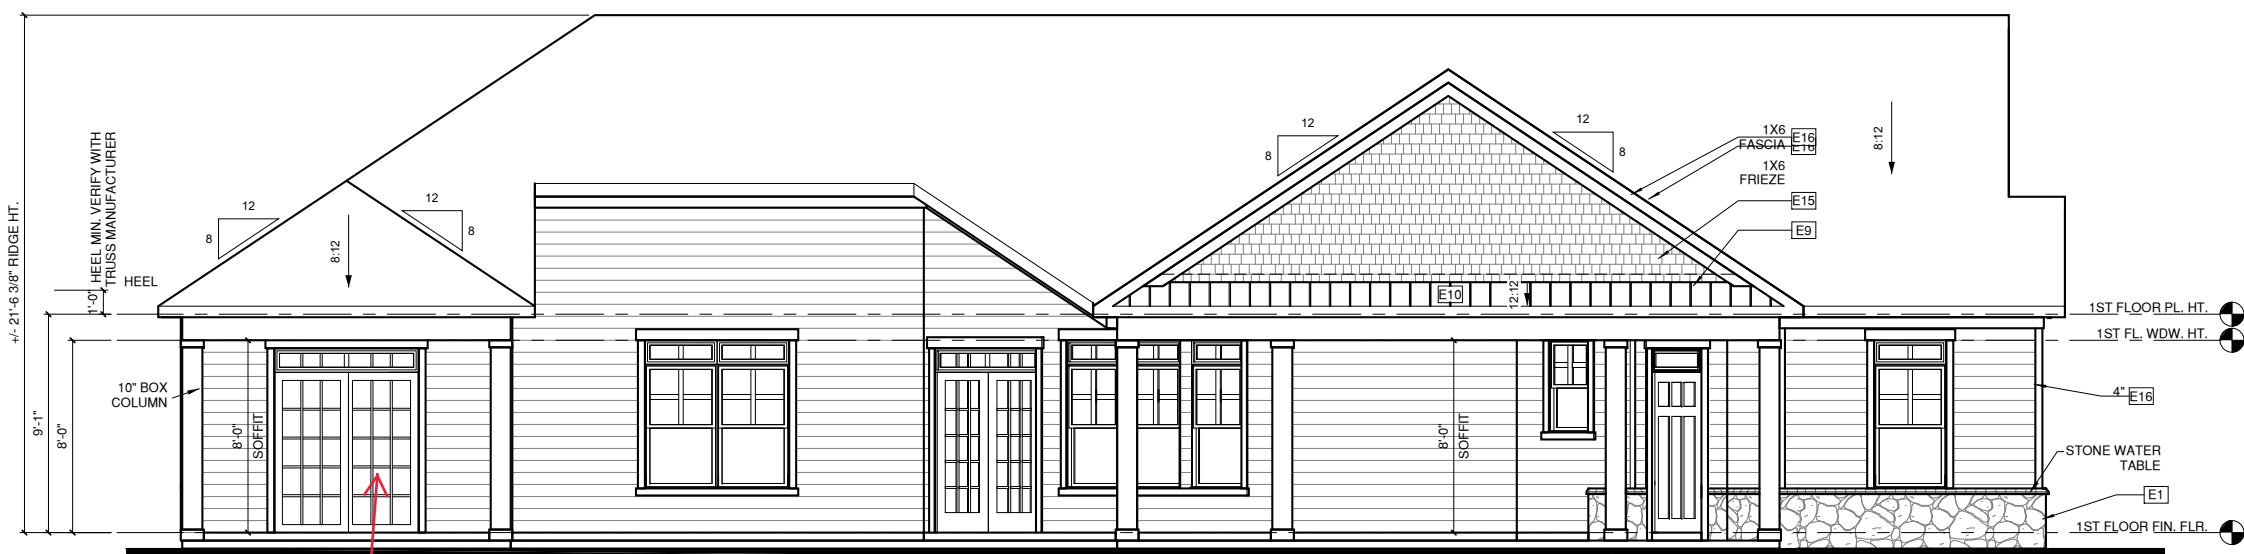 +/- 21'-6 3/8" RIDGE HT.
9'-1"
8'-0"
1'-0" HEEL MIN. VERIFY WITH
TRUSS MANUFACTURER
HEEL
12
8
12
8
8:12
10" BOX
COLUMN
8'-0"
SOFFIT
12
8
12
8
1X6
FASCIA
E16
E16
1X6
FRIEZE
E15
E9
E10
12:12
8:12
8'-0"
SOFFIT
1ST FLOOR PL. HT.
1ST FL. WDW. HT.
4" E16
STONE WATER
TABLE
E1
1ST FLOOR FIN. FLR.